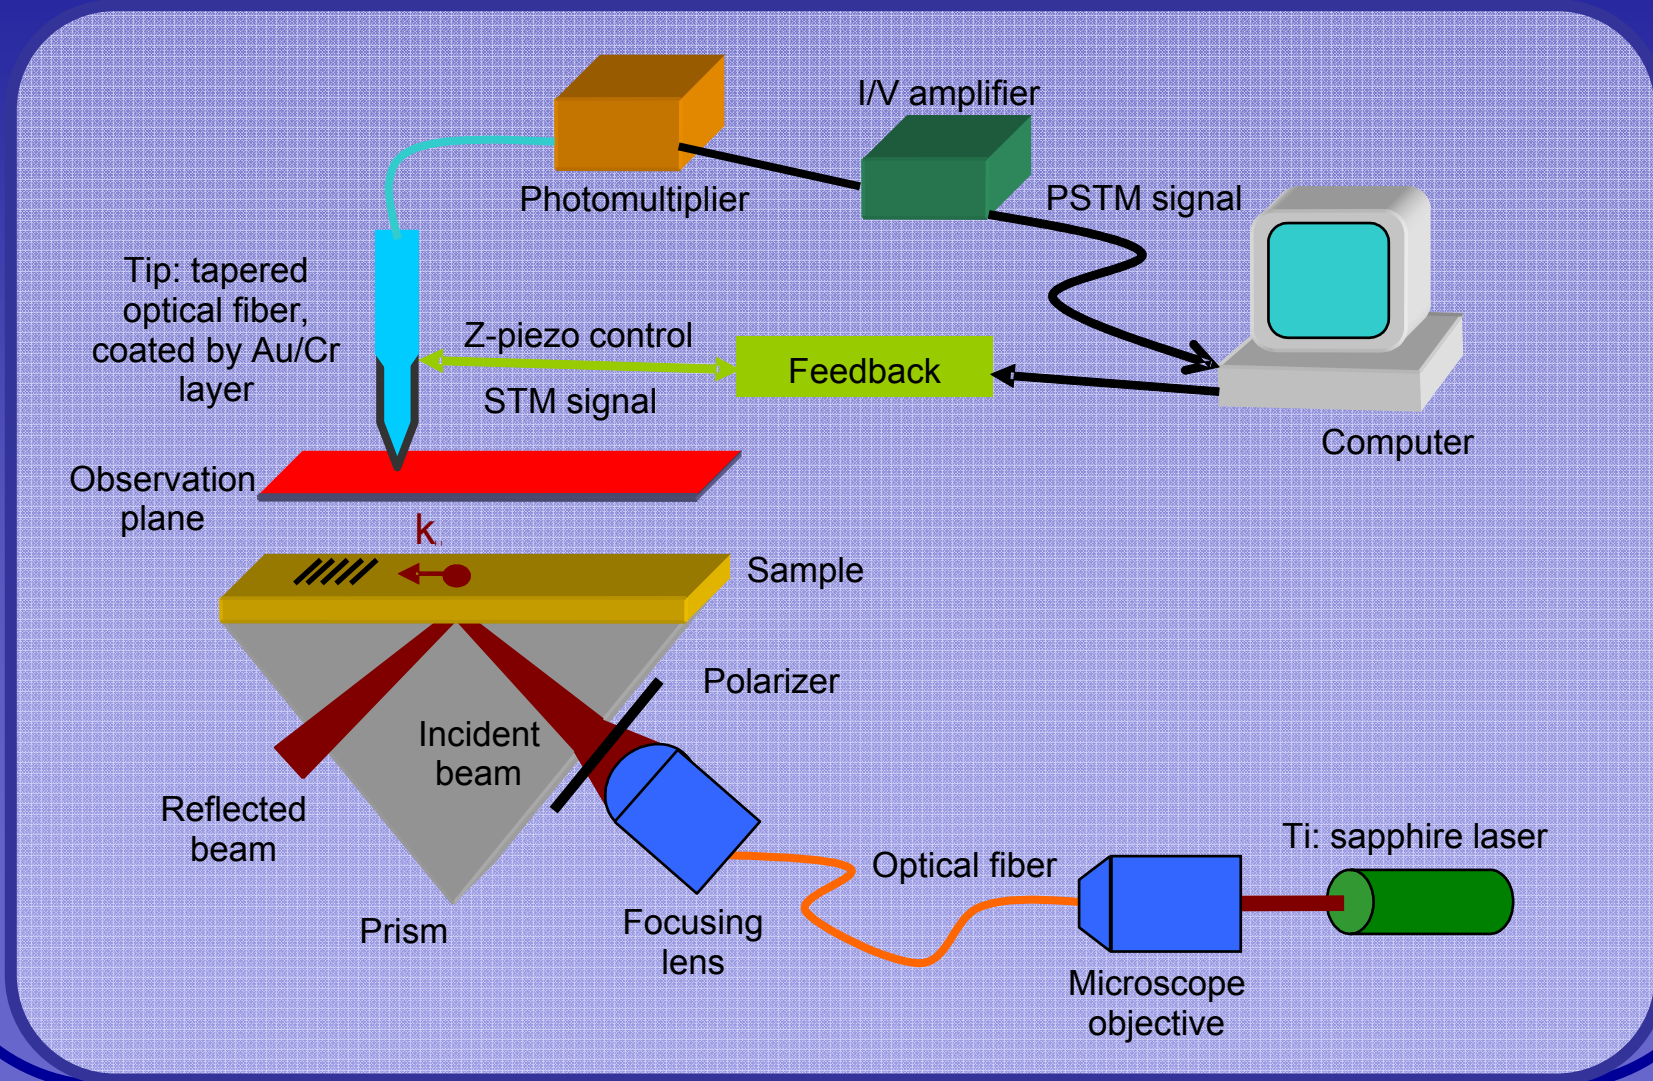 I/V amplifier
Photomultiplier
PSTM signal
Tip: tapered
optical fiber,
coated by Au/Cr
layer
Z-piezo control
Feedback
STM signal
Computer
Observation
plane
k
Sample
Polarizer
Incident
beam
Reflected
beam
Prism
Focusing
lens
Optical fiber
Ti: sapphire laser
Microscope
objective